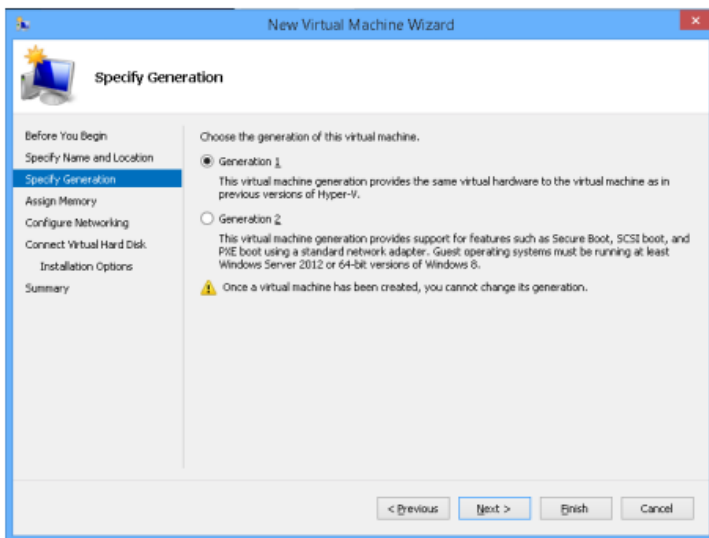 New Virtual Machine Wizard
Specify Generation
Before You Begin
Specify Name and Location
Specify Generation
Assign Memory
Configure Networking
Connect Virtual Hard Disk
Installation Options
Summary
Choose the generation of this virtual machine.
Generation 1
This virtual machine generation provides the same virtual hardware to the virtual machine as in
previous versions of Hyper-V.
Generation 2
This virtual machine generation provides support for features such as Secure Boot, SCSI boot, and
PXE boot using a standard network adapter. Guest operating systems must be running at least
Windows Server 2012 or 64-bit versions of Windows 8.
Once a virtual machine has been created, you cannot change its generation.
< Previous
Next >
Finish
Cancel